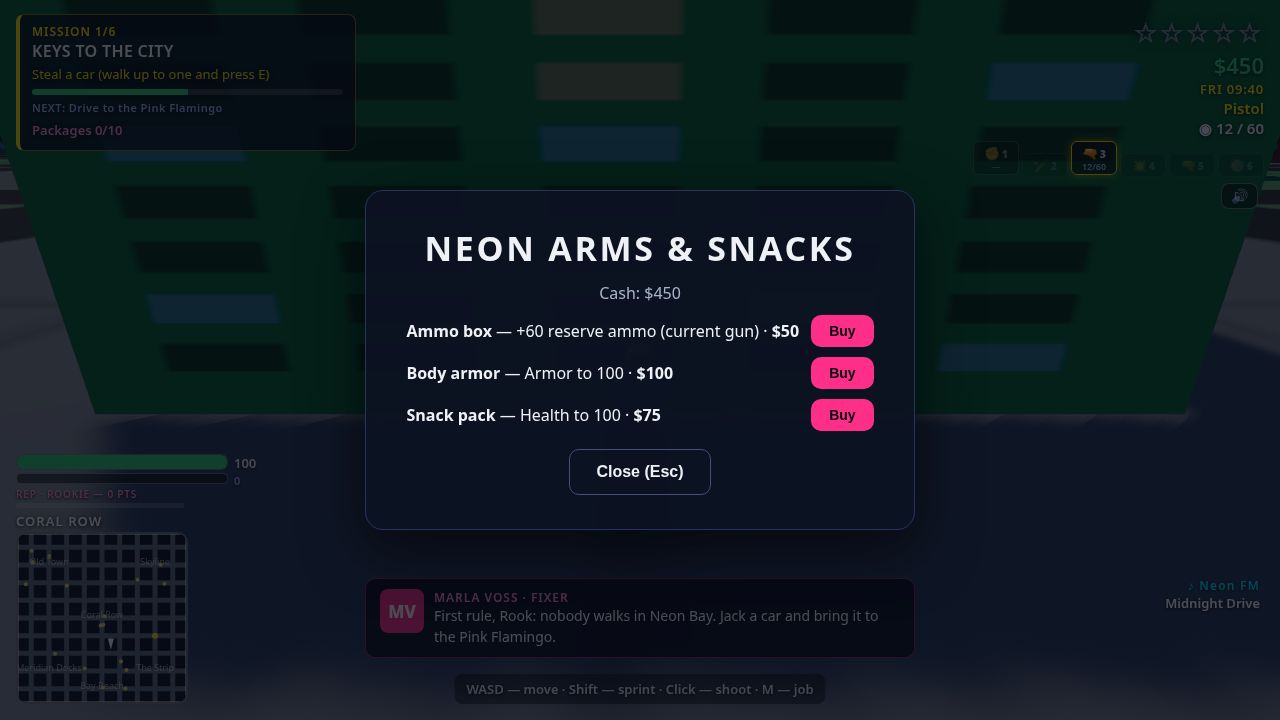 MISSION 1/6
KEYS TO THE CITY
Steal a car (walk up to one and press E)
NEXT: Drive to the Pink Flamingo
Packages 0/10
☆☆☆☆☆
$450
FRI 09:40
Pistol
◉ 12 / 60
1
—
2
3
12/60
4
5
6
NEON ARMS & SNACKS
Cash: $450
Ammo box — +60 reserve ammo (current gun) · $50 Buy
Body armor — Armor to 100 · $100 Buy
Snack pack — Health to 100 · $75 Buy
Close (Esc)
100
0
REP · ROOKIE — 0 PTS
CORAL ROW
Old Town
Skyline
Coral Row
Meridian Docks
The Strip
Bay Beach
MV
MARLA VOSS · FIXER
First rule, Rook: nobody walks in Neon Bay. Jack a car and bring it to
the Pink Flamingo.
♪ Neon FM
Midnight Drive
WASD — move · Shift — sprint · Click — shoot · M — job